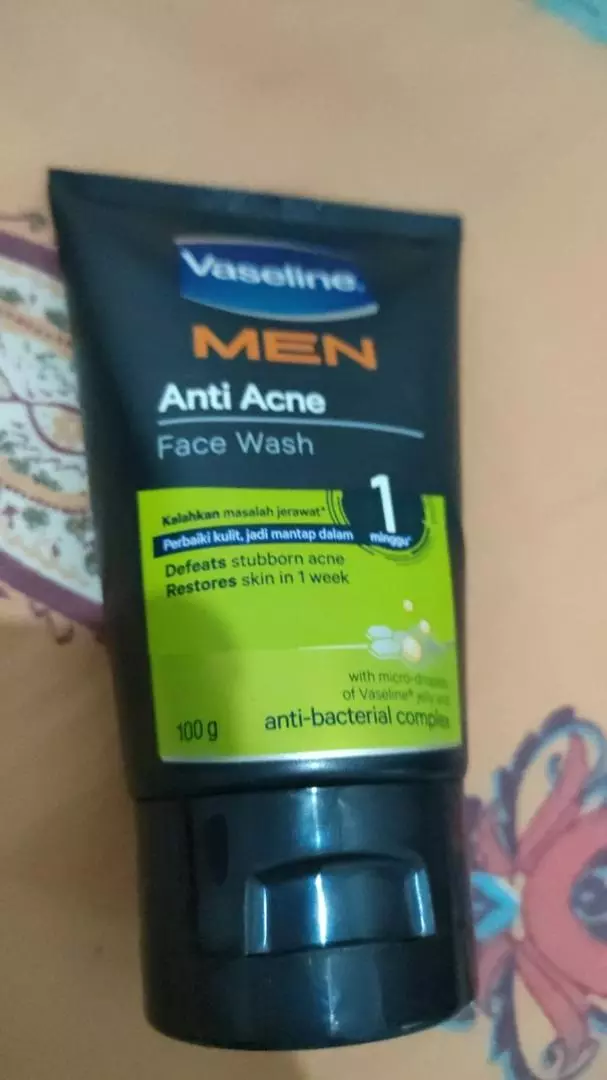 Vaseline®
MEN
Anti Acne
Face Wash
Kalahkan masalah jerawat*
Perbaiki kulit, jadi mantap dalam
1
minggu*
Defeats stubborn acne
Restores skin in 1 week
with micro-droplets
of Vaseline® jelly and
anti-bacterial complex
100 g